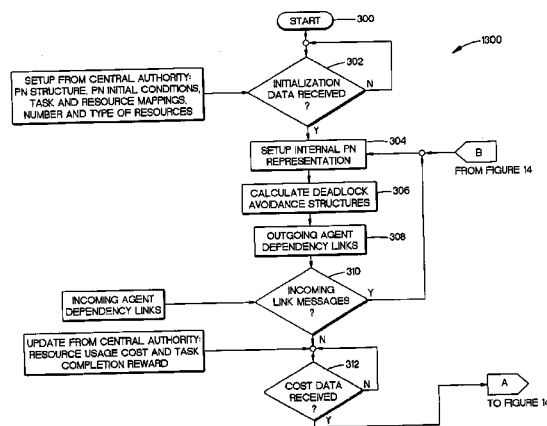 START
300
1300
302
SETUP FROM CENTRAL AUTHORITY:
PN STRUCTURE, PN INITIAL CONDITIONS,
TASK AND RESOURCE MAPPINGS,
NUMBER AND TYPE OF RESOURCES
INITIALIZATION
DATA RECEIVED
?
N
Y
SETUP INTERNAL PN
REPRESENTATION
304
B
FROM FIGURE 14
CALCULATE DEADLOCK
AVOIDANCE STRUCTURES
306
OUTGOING AGENT
DEPENDENCY LINKS
308
310
INCOMING AGENT
DEPENDENCY LINKS
INCOMING
LINK MESSAGES
?
Y
N
UPDATE FROM CENTRAL AUTHORITY:
RESOURCE USAGE COST AND TASK
COMPLETION REWARD
312
COST DATA
RECEIVED
?
N
Y
A
TO FIGURE 14